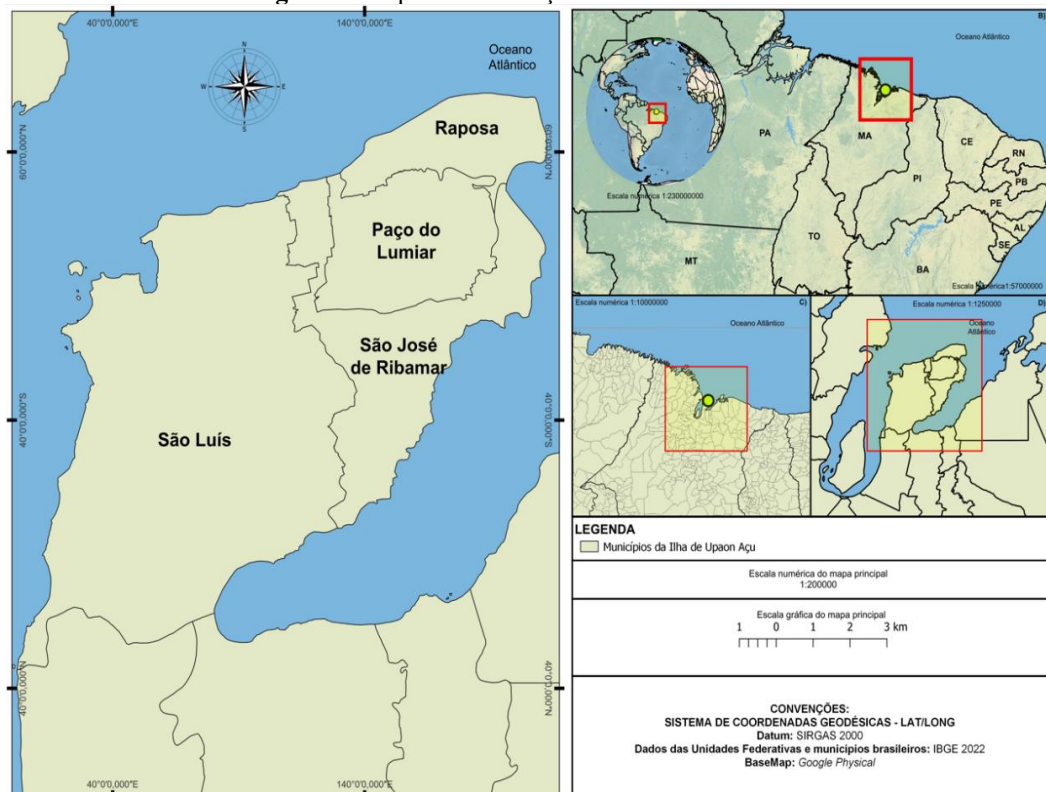 40°0'0,000"E
140°0'0,000"E
Oceano
Atlântico
N
W
E
S
Raposa
60°0'0,000"N
60°0'0,000"N
Paço do
Lumiar
São José
de Ribamar
São Luís
40°0'0,000"S
40°0'0,000"S
40°0'0,000"N
40°0'0,000"N
40°0'0,000"E
140°0'0,000"E
B)
Oceano Atlântico
PA
MA
CE
RN
PB
PI
PE
AL
SE
TO
BA
MT
Escala numérica 1:230000000
Escala numérica1:57000000
Escala numérica 1:10000000
C)
Oceano Atlântico
Escala numérica 1:1250000
D)
Oceano
Atlântico
LEGENDA
Municípios da Ilha de Upaon Açu
Escala numérica do mapa principal
1:200000
Escala gráfica do mapa principal
1 0 1 2 3 km
CONVENÇÕES:
SISTEMA DE COORDENADAS GEODÉSICAS - LAT/LONG
Datum: SIRGAS 2000
Dados das Unidades Federativas e municípios brasileiros: IBGE 2022
BaseMap: Google Physical